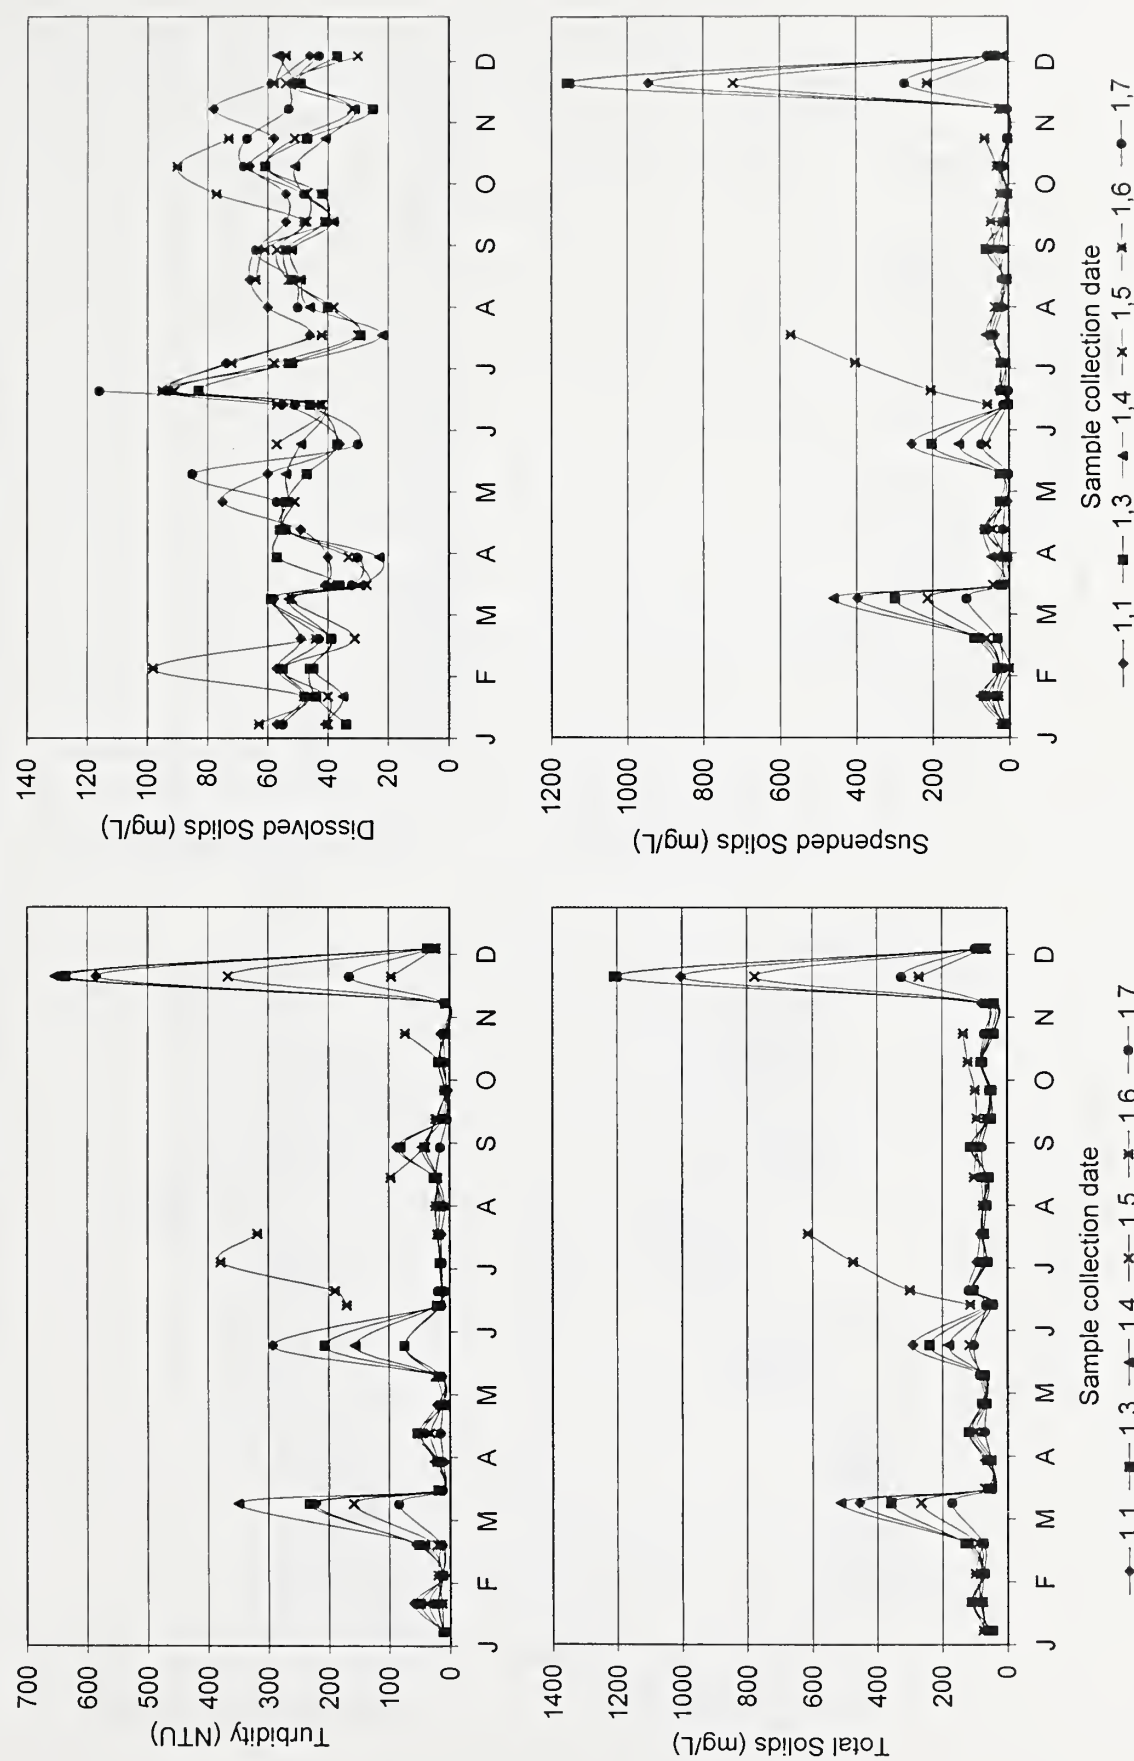 Turbidity (NTU)
700
600
500
400
300
200
100
0
J F M A M J J A S O N D
Dissolved Solids (mg/L)
140
120
100
80
60
40
20
0
J F M A M J J A S O N D
Total Solids (mg/L)
1400
1200
1000
800
600
400
200
0
J F M A M J J A S O N D
Sample collection date
1 1 1 3 1 4 1 5 1 6 1 7
Suspended Solids (mg/L)
1200
1000
800
600
400
200
0
J F M A M J J A S O N D
Sample collection date
1,1 1,3 1,4 1,5 1,6 1,7